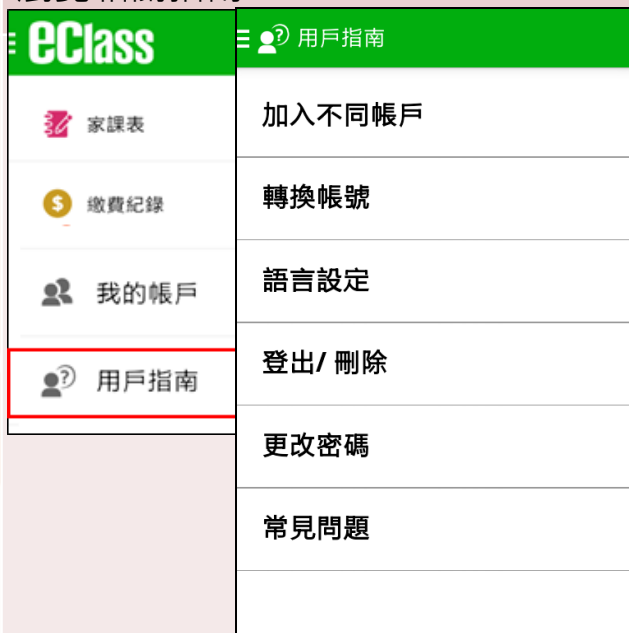 eClass
家課表
繳費紀錄
我的帳戶
用戶指南
用戶指南
加入不同帳戶
轉換帳號
語言設定
登出/ 刪除
更改密碼
常見問題